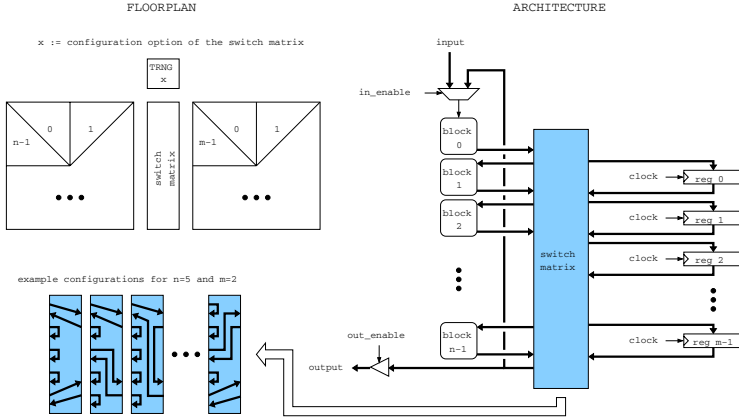 FLOORPLAN
x := configuration option of the switch matrix
TRNG
x
n-1
0
1
switch
matrix
m-1
0
1
example configurations for n=5 and m=2
ARCHITECTURE
input
in_enable
block
0
block
1
block
2
block
n-1
switch
matrix
clock
reg 0
clock
reg 1
clock
reg 2
clock
reg m-1
out_enable
output